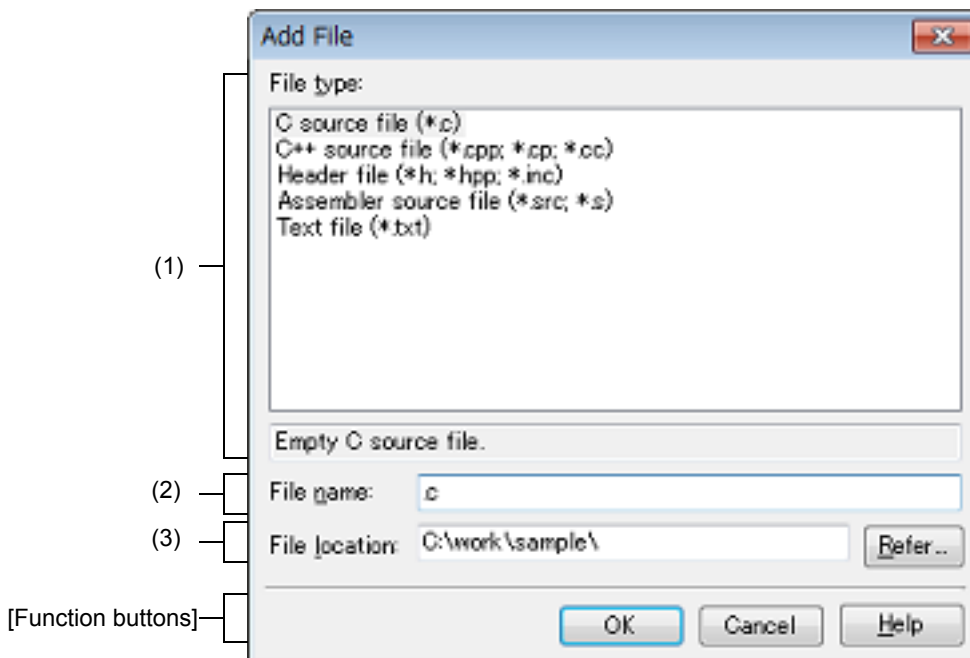 Add File
File type:
C source file (*.c)
C++ source file (*.cpp; *.cp; *.cc)
Header file (*.h; *.hpp; *.inc)
Assembler source file (*.src; *.s)
Text file (*.txt)
(1)
Empty C source file.
(2)
File name:
.c
(3)
File location:
C:\work\sample\
Refer...
[Function buttons]
OK
Cancel
Help